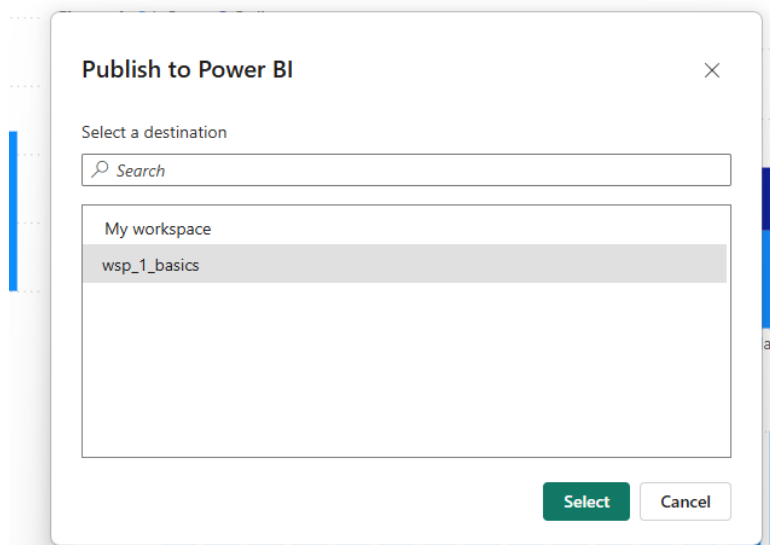 Publish to Power BI
Select a destination
Search
My workspace
wsp_1_basics
Select
Cancel